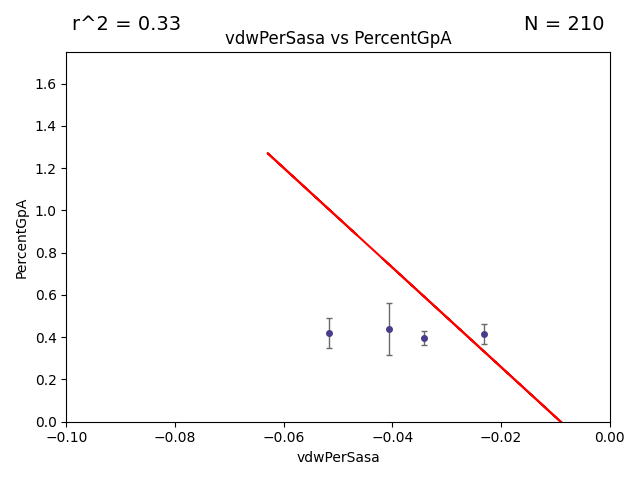 r^2 = 0.33
N = 210
vdwPerSasa vs PercentGpA
1.6
1.4
1.2
1.0
0.8
0.6
0.4
0.2
0.0
PercentGpA
−0.10 −0.08 −0.06 −0.04 −0.02 0.00
vdwPerSasa